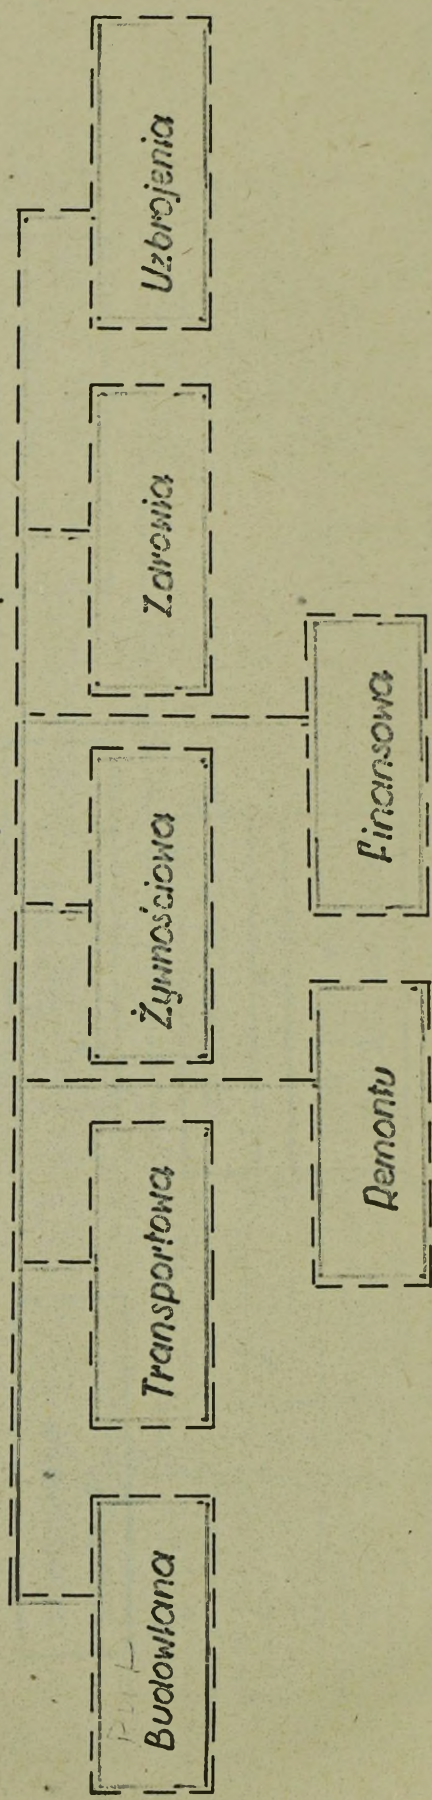 Budowlana
Transportowa
Żywnościowa
Zdrowia
Uzbrojenia
Remontu
Finansowa